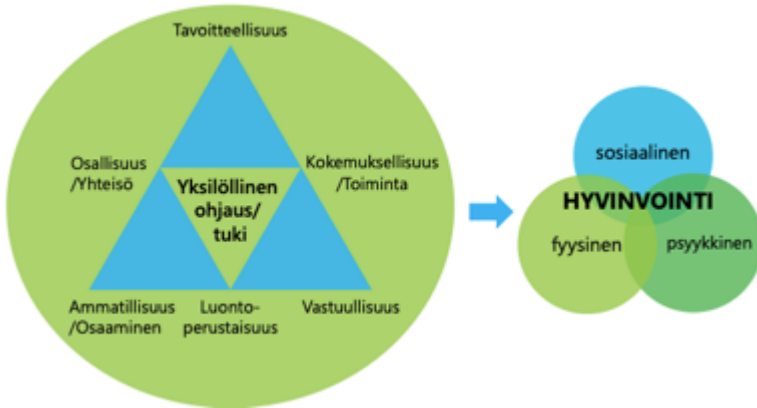 Tavoitteellisuus
Osallisuus
/Yhteisö
Kokemuksellisuus
/Toiminta
Yksilöllinen
ohjaus/
tuki
Ammatillisuus
/Osaaminen
Luonto-
perustaisuus
Vastuullisuus
sosiaalinen
HYVINVOINTI
fyysinen
psyykkinen